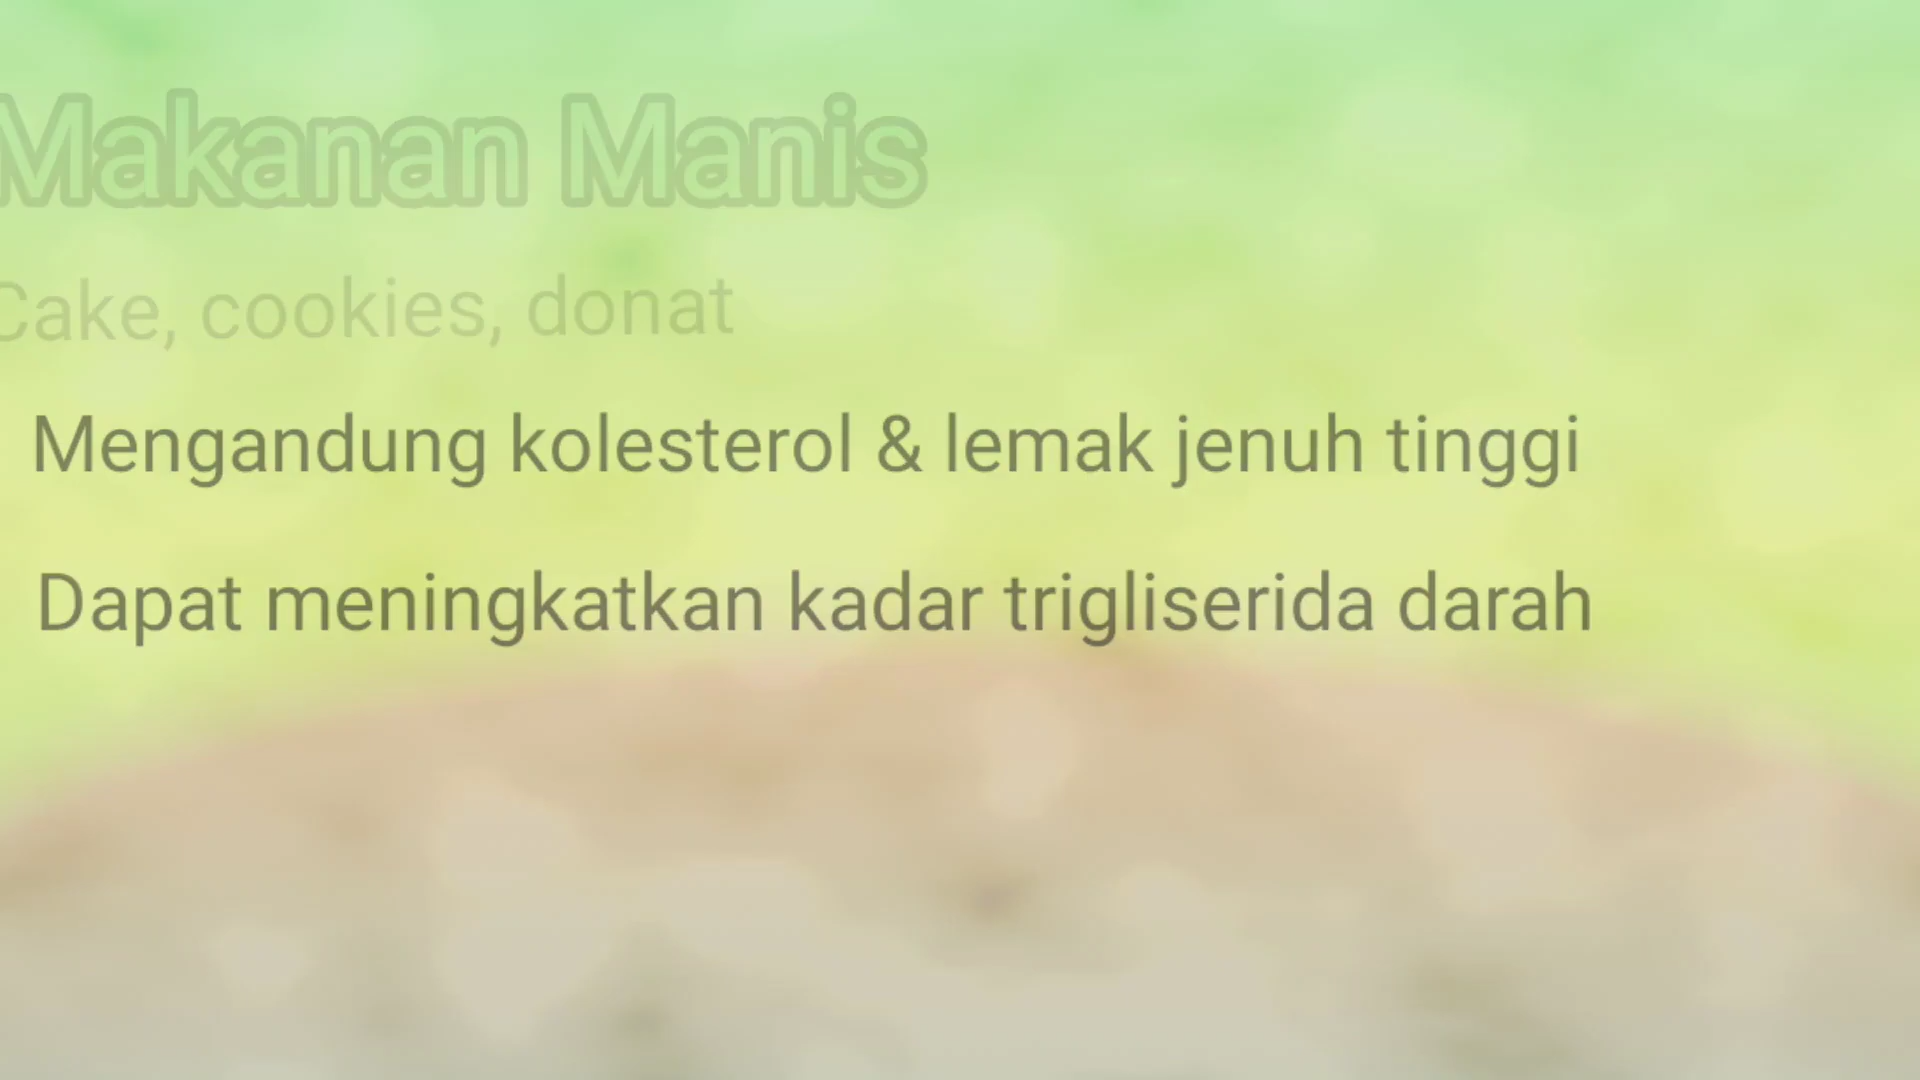 Makanan Manis
Cake, cookies, donat
Mengandung kolesterol & lemak jenuh tinggi
Dapat meningkatkan kadar trigliserida darah